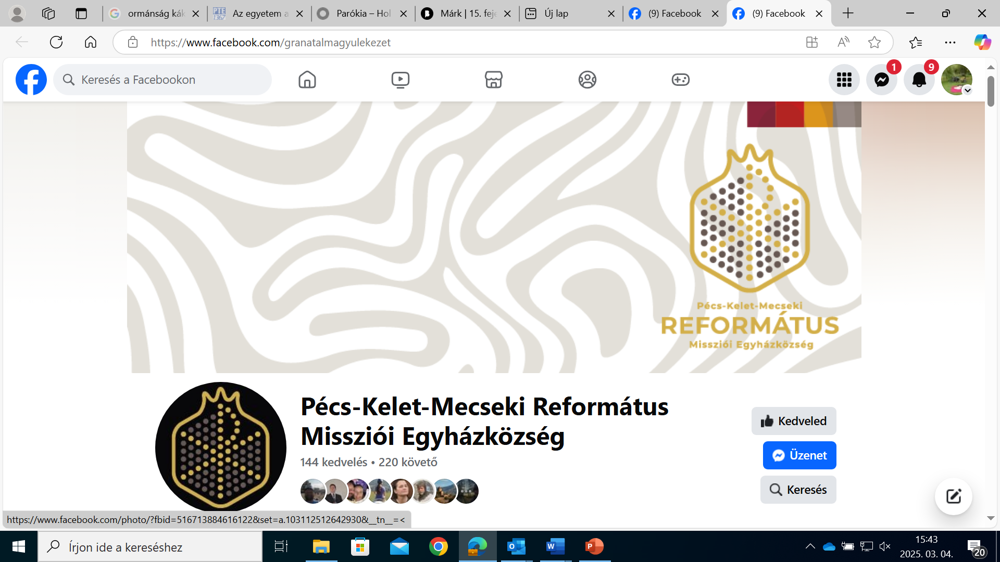 ormánság kák
Az egyetem a
Parókia – Hol
Márk | 15. feje
Új lap
(9) Facebook
(9) Facebook
https://www.facebook.com/granatalmagyulekezet
Keresés a Facebookon
1
9
Pécs-Kelet-Mecseki
REFORMÁTUS
Missziói Egyházközség
Pécs-Kelet-Mecseki Református
Missziói Egyházközség
144 kedvelés • 220 követő
Kedveled
Üzenet
Keresés
https://www.facebook.com/photo/?fbid=516713884616122&set=a.103112512642930&__tn__=<
Írjon ide a kereséshez
15:43
2025. 03. 04.
20